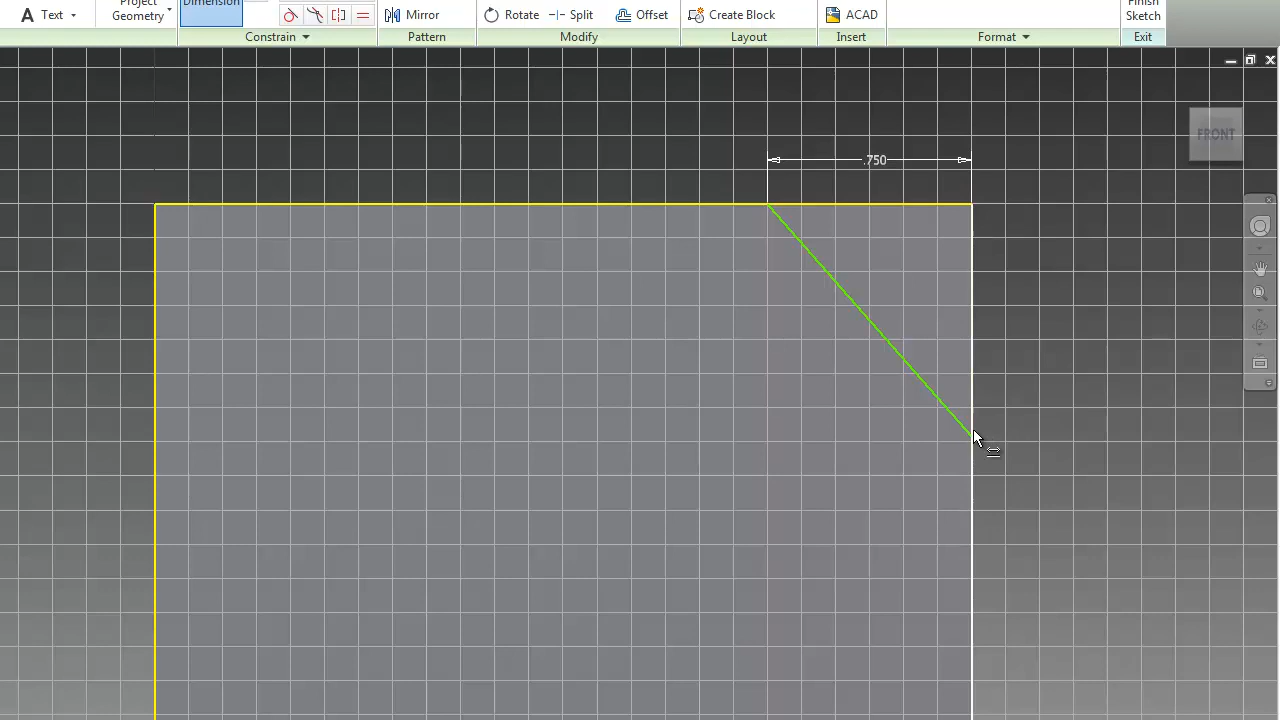 Project
Geometry
Dimension
Finish
Sketch
Text
Mirror
Rotate
Split
Offset
Create Block
ACAD
Constrain
Pattern
Modify
Layout
Insert
Format
Exit
FRONT
.750